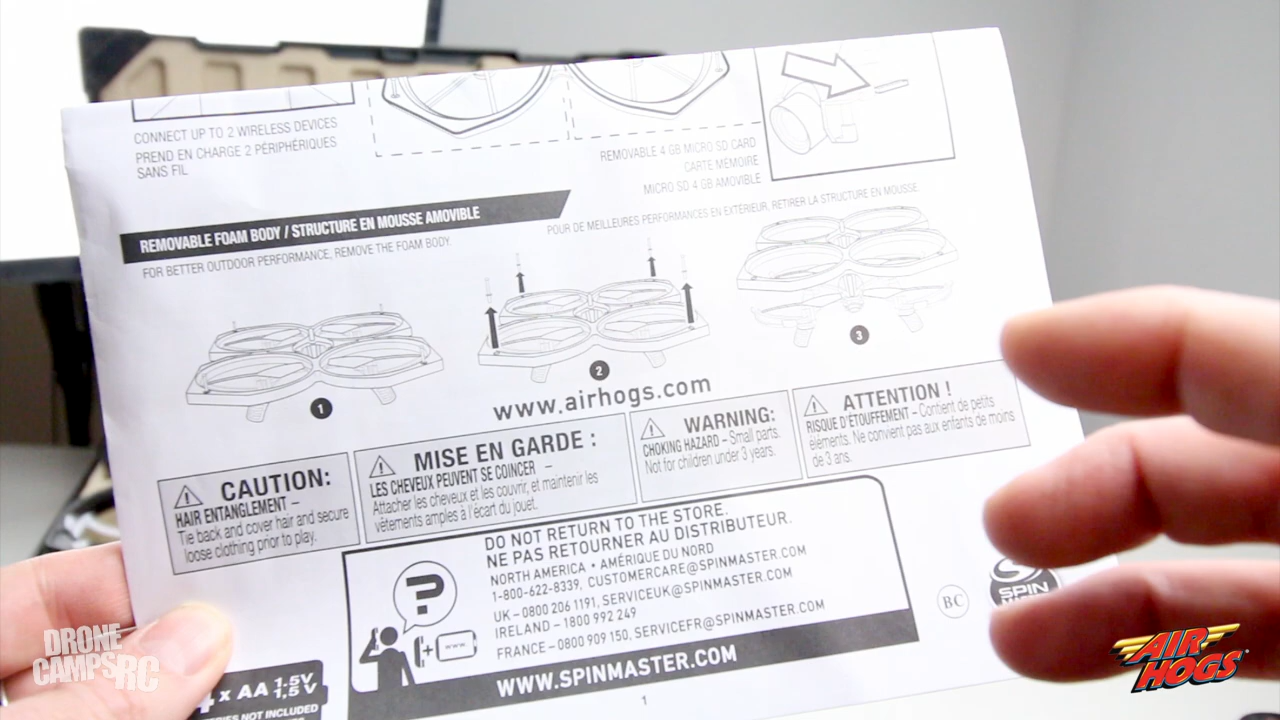 CONNECT UP TO 2 WIRELESS DEVICES
PREND EN CHARGE 2 PÉRIPHÉRIQUES
SANS FIL
REMOVABLE 4 GB MICRO SD CARD
CARTE MÉMOIRE
MICRO SD 4 GB AMOVIBLE
REMOVABLE FOAM BODY / STRUCTURE EN MOUSSE AMOVIBLE
FOR BETTER OUTDOOR PERFORMANCE, REMOVE THE FOAM BODY.
POUR DE MEILLEURES PERFORMANCES EN EXTÉRIEUR, RETIRER LA STRUCTURE EN MOUSSE.
1
2
3
www.airhogs.com
CAUTION:
HAIR ENTANGLEMENT –
Tie back and cover hair and secure
loose clothing prior to play.
MISE EN GARDE :
LES CHEVEUX PEUVENT SE COINCER –
Attacher les cheveux et les couvrir, et maintenir les
vêtements amples à l'écart du jouet.
WARNING:
CHOKING HAZARD – Small parts.
Not for children under 3 years.
ATTENTION !
RISQUE D'ÉTOUFFEMENT – Contient de petits
éléments. Ne convient pas aux enfants de moins
de 3 ans.
DO NOT RETURN TO THE STORE.
NE PAS RETOURNER AU DISTRIBUTEUR.
NORTH AMERICA • AMÉRIQUE DU NORD
1-800-622-8339, CUSTOMERCARE@SPINMASTER.COM
UK – 0800 206 1191, SERVICEUK@SPINMASTER.COM
IRELAND – 1800 992 249
FRANCE – 0800 909 150, SERVICEFR@SPINMASTER.COM
?
www
WWW.SPINMASTER.COM
BC
SPIN
4 x AA 1.5V
1,5 V
NOT INCLUDED
1
DRONE
CAMPS RC
AIR
HOGS